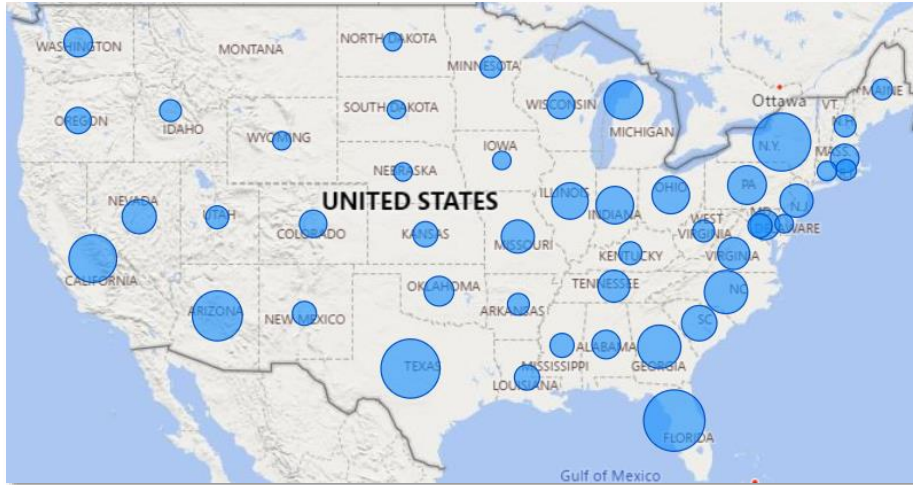 WASHINGTON
MONTANA
NORTH DAKOTA
MINNESOTA
OREGON
IDAHO
WYOMING
SOUTH DAKOTA
WISCONSIN
MICHIGAN
Ottawa
VT.
MAINE
N.H.
N.Y.
MASS.
NEBRASKA
IOWA
NEVADA
UTAH
COLORADO
UNITED STATES
KANSAS
MISSOURI
ILLINOIS
INDIANA
OHIO
PA
N.J.
MD
DELAWARE
WEST
VIRGINIA
VIRGINIA
KENTUCKY
CALIFORNIA
ARIZONA
NEW MEXICO
OKLAHOMA
ARKANSAS
TENNESSEE
NC
SC
TEXAS
LOUISIANA
MISSISSIPPI
ALABAMA
GEORGIA
FLORIDA
Gulf of Mexico